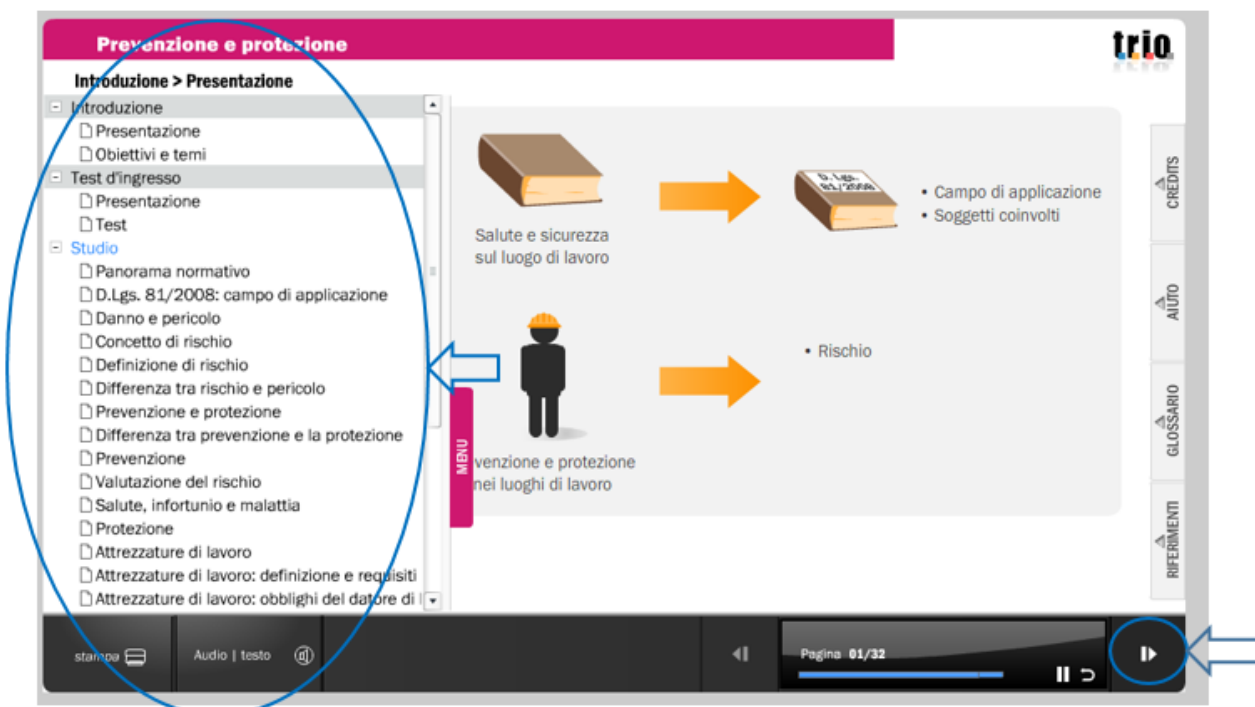 Prevenzione e protezione
trio
Introduzione > Presentazione
Introduzione
Presentazione
Obiettivi e temi
Test d'ingresso
Presentazione
Test
Studio
Panorama normativo
D.Lgs. 81/2008: campo di applicazione
Danno e pericolo
Concetto di rischio
Definizione di rischio
Differenza tra rischio e pericolo
Prevenzione e protezione
Differenza tra prevenzione e la protezione
Prevenzione
Valutazione del rischio
Salute, infortunio e malattia
Protezione
Attrezzature di lavoro
Attrezzature di lavoro: definizione e requisiti
Attrezzature di lavoro: obblighi del datore di l
MENU
Salute e sicurezza
sul luogo di lavoro
D. Lgs.
81/2008
• Campo di applicazione
• Soggetti coinvolti
venzione e protezione
nei luoghi di lavoro
• Rischio
CREDITS
AIUTO
GLOSSARIO
RIFERIMENTI
stampa
Audio | testo
Pagina 01/32